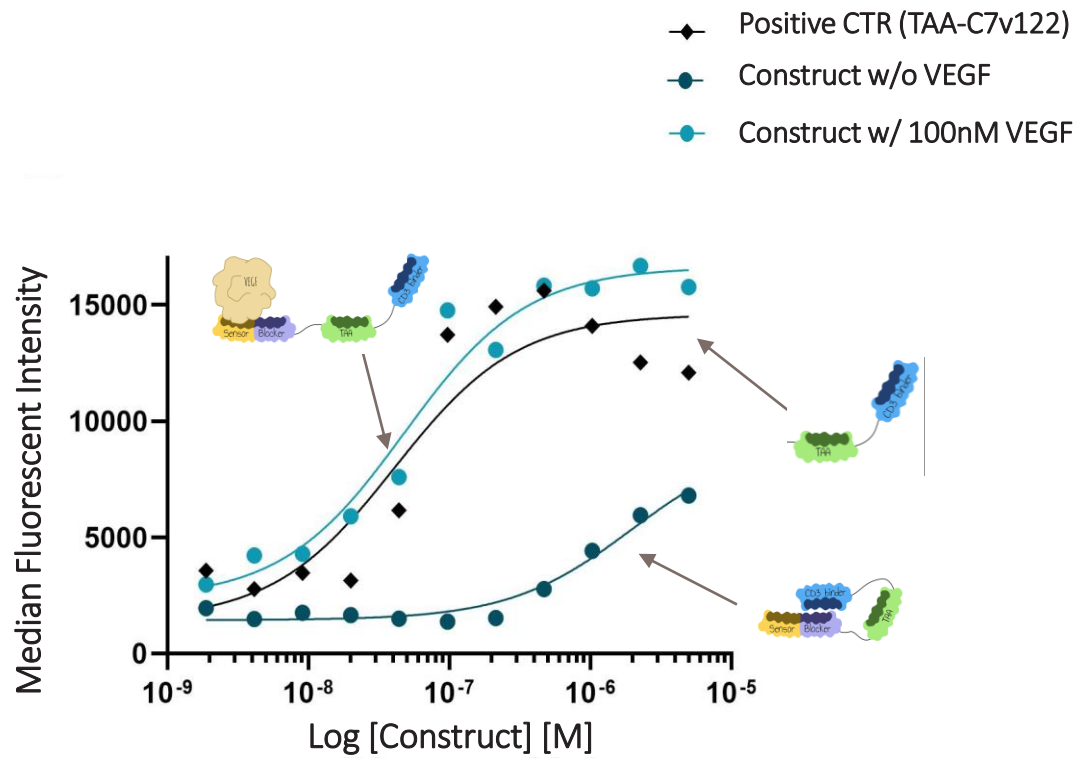 Positive CTR (TAA-C7v122)
Construct w/o VEGF
Construct w/ 100nM VEGF
Median Fluorescent Intensity
15000
10000
5000
0
10-9
10-8
10-7
10-6
10-5
Log [Construct] [M]
VEGF
Sensor
Blocker
TAA
CD3 binder
TAA
CD3 binder
CD3 binder
Sensor
Blocker
TAA